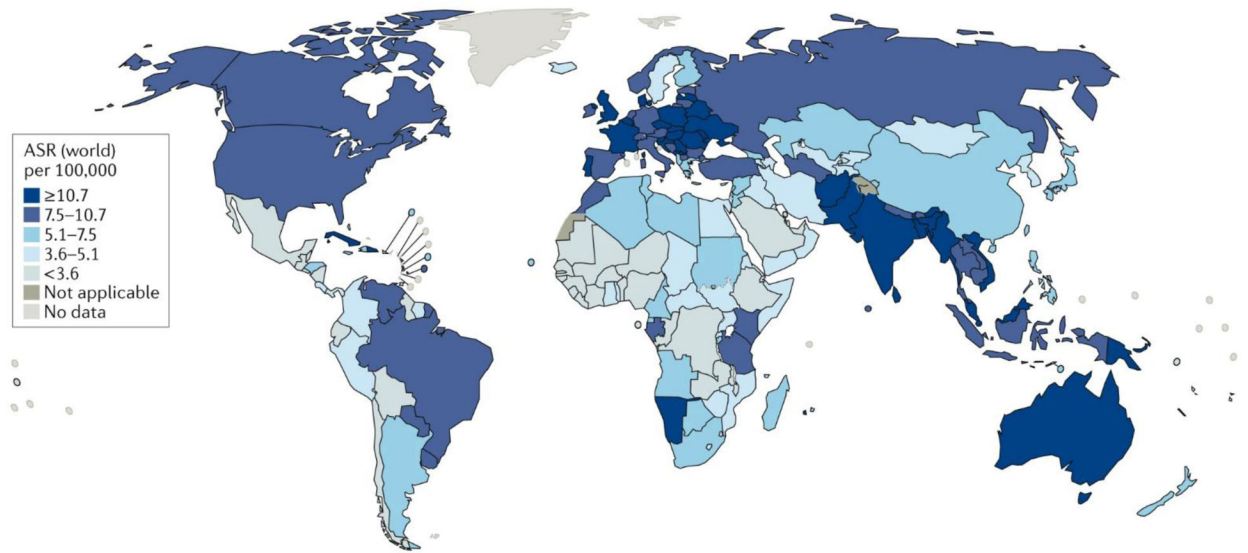 ASR (world)
per 100,000
≥10.7
7.5–10.7
5.1–7.5
3.6–5.1
<3.6
Not applicable
No data